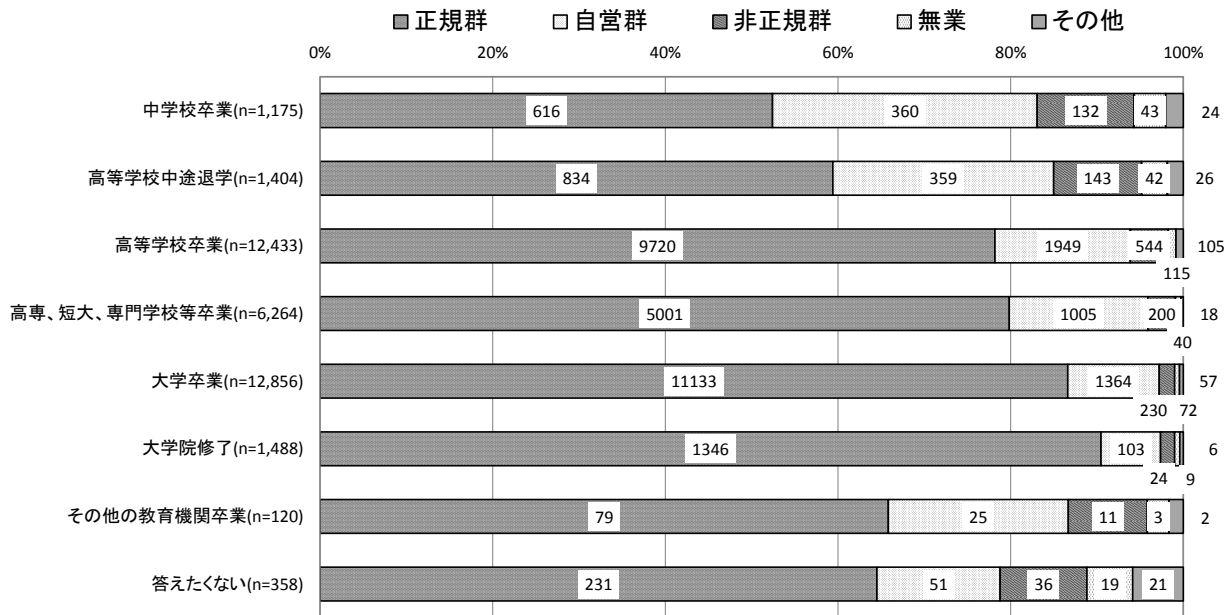 正規群 自営群 非正規群 無業 その他
0% 20% 40% 60% 80% 100%
中学校卒業(n=1,175) 616 360 132 43 24
高等学校中途退学(n=1,404) 834 359 143 42 26
高等学校卒業(n=12,433) 9720 1949 544 105
115
高専、短大、専門学校等卒業(n=6,264) 5001 1005 200 18
40
大学卒業(n=12,856) 11133 1364 57
230 72
大学院修了(n=1,488) 1346 103 6
24 9
その他の教育機関卒業(n=120) 79 25 11 3 2
答えたくない(n=358) 231 51 36 19 21